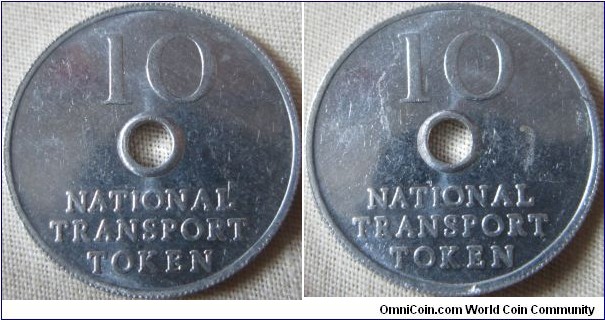 10
NATIONAL
TRANSPORT
TOKEN
10
NATIONAL
TRANSPORT
TOKEN
OmniCoin.com World Coin Community